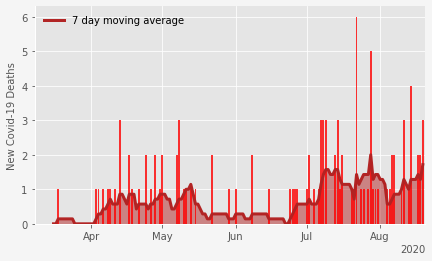 7 day moving average
New Covid-19 Deaths
6
5
4
3
2
1
0
Apr
May
Jun
Jul
Aug
2020